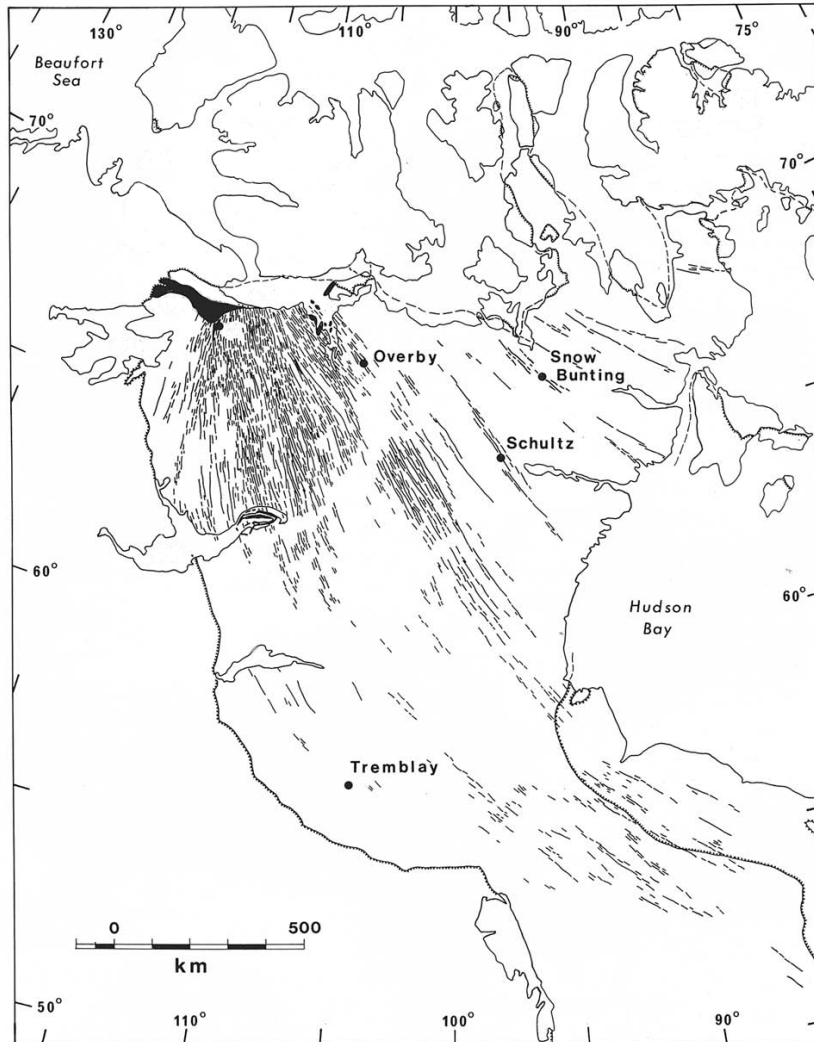 130° 110° 90° 75°
Beaufort
Sea
70°
70°
Overby
Snow
Bunting
Schultz
60°
60°
Hudson
Bay
Tremblay
0 500
km
50°
110° 100° 90°